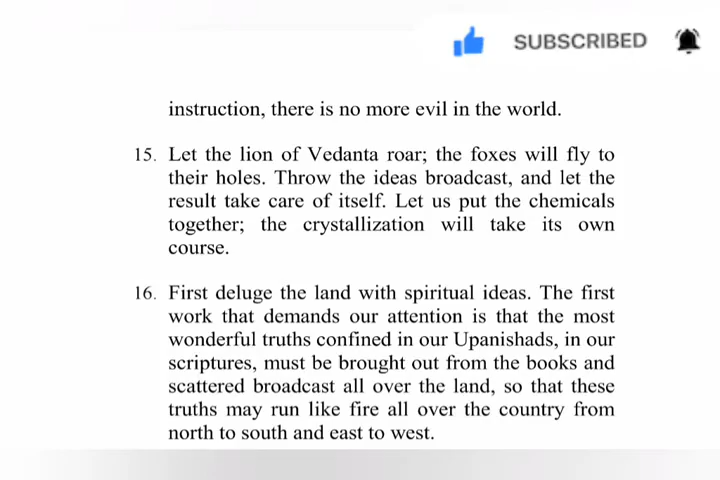 SUBSCRIBED
instruction, there is no more evil in the world.
15. Let the lion of Vedanta roar; the foxes will fly to
their holes. Throw the ideas broadcast, and let the
result take care of itself. Let us put the chemicals
together; the crystallization will take its own
course.
16. First deluge the land with spiritual ideas. The first
work that demands our attention is that the most
wonderful truths confined in our Upanishads, in our
scriptures, must be brought out from the books and
scattered broadcast all over the land, so that these
truths may run like fire all over the country from
north to south and east to west.